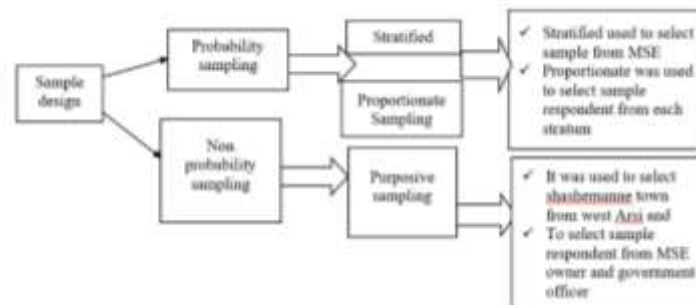 Sample
design
Probability
sampling
Stratified
Proportionate
Sampling
✓ Stratified used to select
sample from MSE
✓ Proportionate was used
to select sample
respondent from each
stratum
Non
probability
sampling
Purposive
sampling
✓ It was used to select
shashemanne town
from west Arsi and
✓ To select sample
respondent from MSE
owner and government
officer